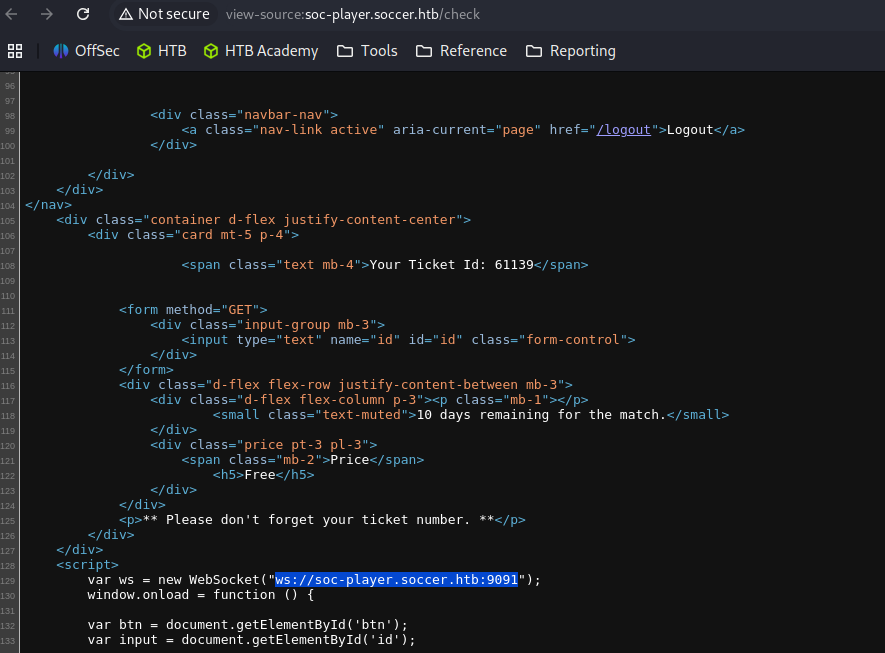 Not secure view-source:soc-player.soccer.htb/check
OffSec HTB HTB Academy Tools Reference Reporting
96
97
98 <div class="navbar-nav">
99 <a class="nav-link active" aria-current="page" href="/logout">Logout</a>
100 </div>
101
102 </div>
103 </div>
104 </nav>
105 <div class="container d-flex justify-content-center">
106 <div class="card mt-5 p-4">
107
108 <span class="text mb-4">Your Ticket Id: 61139</span>
109
110
111 <form method="GET">
112 <div class="input-group mb-3">
113 <input type="text" name="id" id="id" class="form-control">
114 </div>
115 </form>
116 <div class="d-flex flex-row justify-content-between mb-3">
117 <div class="d-flex flex-column p-3"><p class="mb-1"></p>
118 <small class="text-muted">10 days remaining for the match.</small>
119 </div>
120 <div class="price pt-3 pl-3">
121 <span class="mb-2">Price</span>
122 <h5>Free</h5>
123 </div>
124 </div>
125 <p>** Please don't forget your ticket number. **</p>
126 </div>
127 </div>
128 <script>
129 var ws = new WebSocket("ws://soc-player.soccer.htb:9091");
130 window.onload = function () {
131
132 var btn = document.getElementById('btn');
133 var input = document.getElementById('id');